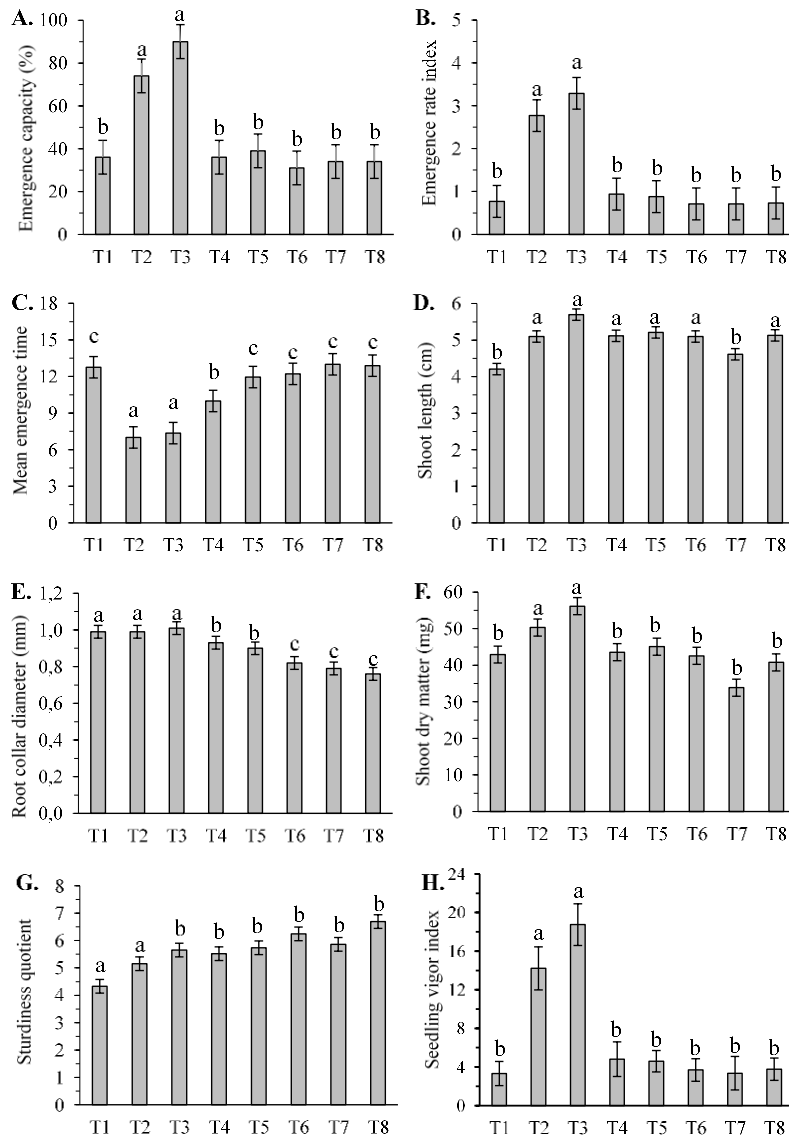 A.
Emergence capacity (%)
100
80
60
40
20
0
b
a
a
b
b
b
b
b
T1 T2 T3 T4 T5 T6 T7 T8
B.
Emergence rate index
5
4
3
2
1
0
b
a
a
b
b
b
b
b
T1 T2 T3 T4 T5 T6 T7 T8
C.
Mean emergence time
18
15
12
9
6
3
0
c
a
a
b
c
c
c
c
T1 T2 T3 T4 T5 T6 T7 T8
D.
Shoot length (cm)
6
5
4
3
2
1
0
b
a
a
a
a
a
b
a
T1 T2 T3 T4 T5 T6 T7 T8
E.
Root collar diameter (mm)
1,2
1,0
0,8
0,6
0,4
0,2
0,0
a
a
a
b
b
c
c
c
T1 T2 T3 T4 T5 T6 T7 T8
F.
Shoot dry matter (mg)
60
50
40
30
20
10
0
b
a
a
b
b
b
b
b
T1 T2 T3 T4 T5 T6 T7 T8
G.
Sturdiness quotient
8
7
6
5
4
3
2
1
0
a
a
b
b
b
b
b
b
T1 T2 T3 T4 T5 T6 T7 T8
H.
Seedling vigor index
24
20
16
12
8
4
0
b
a
a
b
b
b
b
b
T1 T2 T3 T4 T5 T6 T7 T8